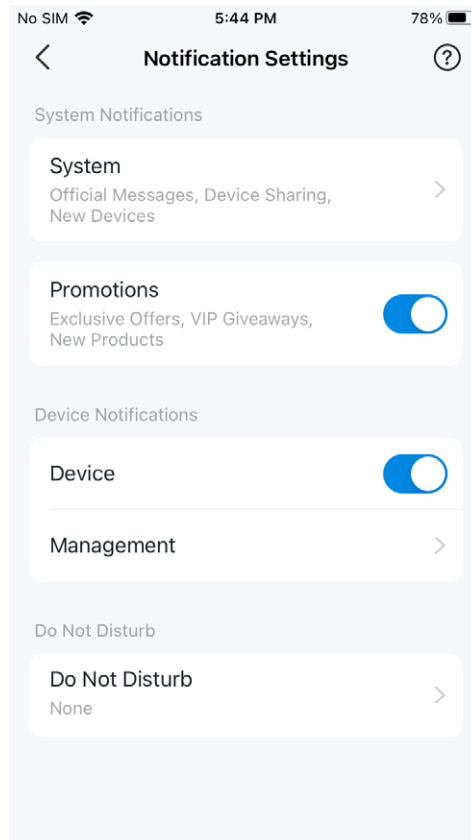 No SIM 5:44 PM 78%
Notification Settings ?
System Notifications
System
Official Messages, Device Sharing,
New Devices
Promotions
Exclusive Offers, VIP Giveaways,
New Products
Device Notifications
Device
Management
Do Not Disturb
Do Not Disturb
None